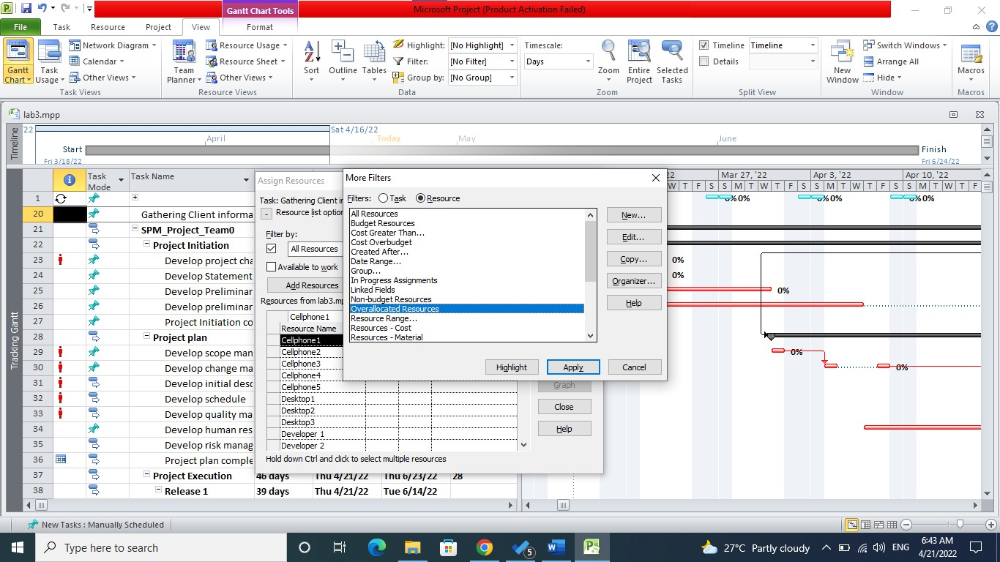 Gantt Chart Tools
Microsoft Project (Product Activation Failed)
File Task Resource Project View Format
Gantt Chart
Task Usage
Network Diagram
Calendar
Other Views
Task Views
Team Planner
Resource Usage
Resource Sheet
Other Views
Resource Views
Sort
Outline
Tables
Highlight: [No Highlight]
Filter: [No Filter]
Group by: [No Group]
Data
Timescale:
Days
Zoom
Entire Project
Selected Tasks
Zoom
Timeline Timeline
Details
Split View
New Window
Switch Windows
Arrange All
Hide
Window
Macros
Macros
lab3.mpp
Timeline
'22 Sat 4/16/22
April Today May June
Start Finish
Fri 3/18/22 Fri 6/24/22
Tracking Gantt
Task Mode Task Name
22 Mar 27, '22 Apr 3, '22 Apr 10, '22
W T F S S M T W T F S S M T W T F S S M T W T F
1 0% 0% 0% 0% 0% 0%
20 Gathering Client informa
21 SPM_Project_Team0
22 Project Initiation
23 Develop project cha 0%
24 Develop Statement 0%
25 Develop Preliminar 0%
26 Develop preliminar
27 Project Initiation co
28 Project plan
29 Develop scope man 0%
30 Develop change ma 0%
31 Develop initial desc
32 Develop schedule
33 Develop quality ma
34 Develop human res
35 Develop risk manag
36 Project plan comple
37 Project Execution 46 days Thu 4/21/22 Thu 6/23/22 28
38 Release 1 39 days Thu 4/21/22 Tue 6/14/22
Assign Resources
Task: Gathering Client in
- Resource list option
Filter by:
All Resources
Available to work
Add Resources
Resources from lab3.mp
Cellphone1
Resource Name
Cellphone1
Cellphone2
Cellphone3
Cellphone4
Cellphone5
Desktop1
Desktop2
Desktop3
Developer 1
Developer 2
Graph
Close
Help
Hold down Ctrl and click to select multiple resources
More Filters
Filters: Task Resource
All Resources
Budget Resources
Cost Greater Than...
Cost Overbudget
Created After...
Date Range...
Group...
In Progress Assignments
Linked Fields
Non-budget Resources
Overallocated Resources
Resource Range...
Resources - Cost
Resources - Material
New...
Edit...
Copy...
Organizer...
Help
Highlight Apply Cancel
New Tasks : Manually Scheduled
Type here to search
5
27°C Partly cloudy
ENG
6:43 AM
4/21/2022